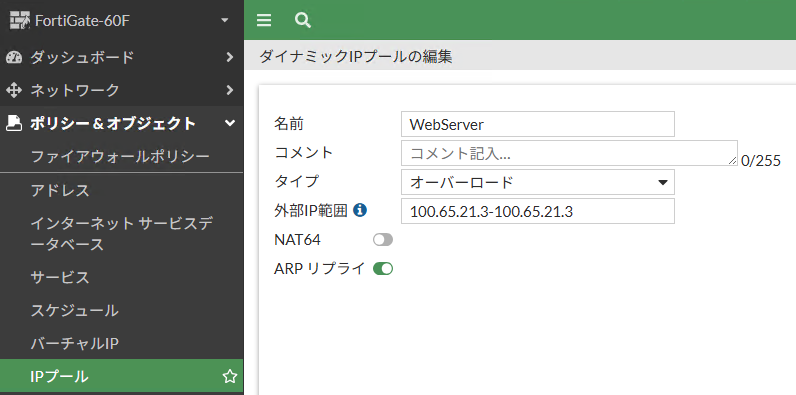 FortiGate-60F
ダッシュボード
ネットワーク
ポリシー & オブジェクト
ファイアウォールポリシー
アドレス
インターネット サービスデ
ータベース
サービス
スケジュール
バーチャルIP
IPプール
ダイナミックIPプールの編集
名前 WebServer
コメント コメント記入... 0/255
タイプ オーバーロード
外部IP範囲 100.65.21.3-100.65.21.3
NAT64
ARP リプライ